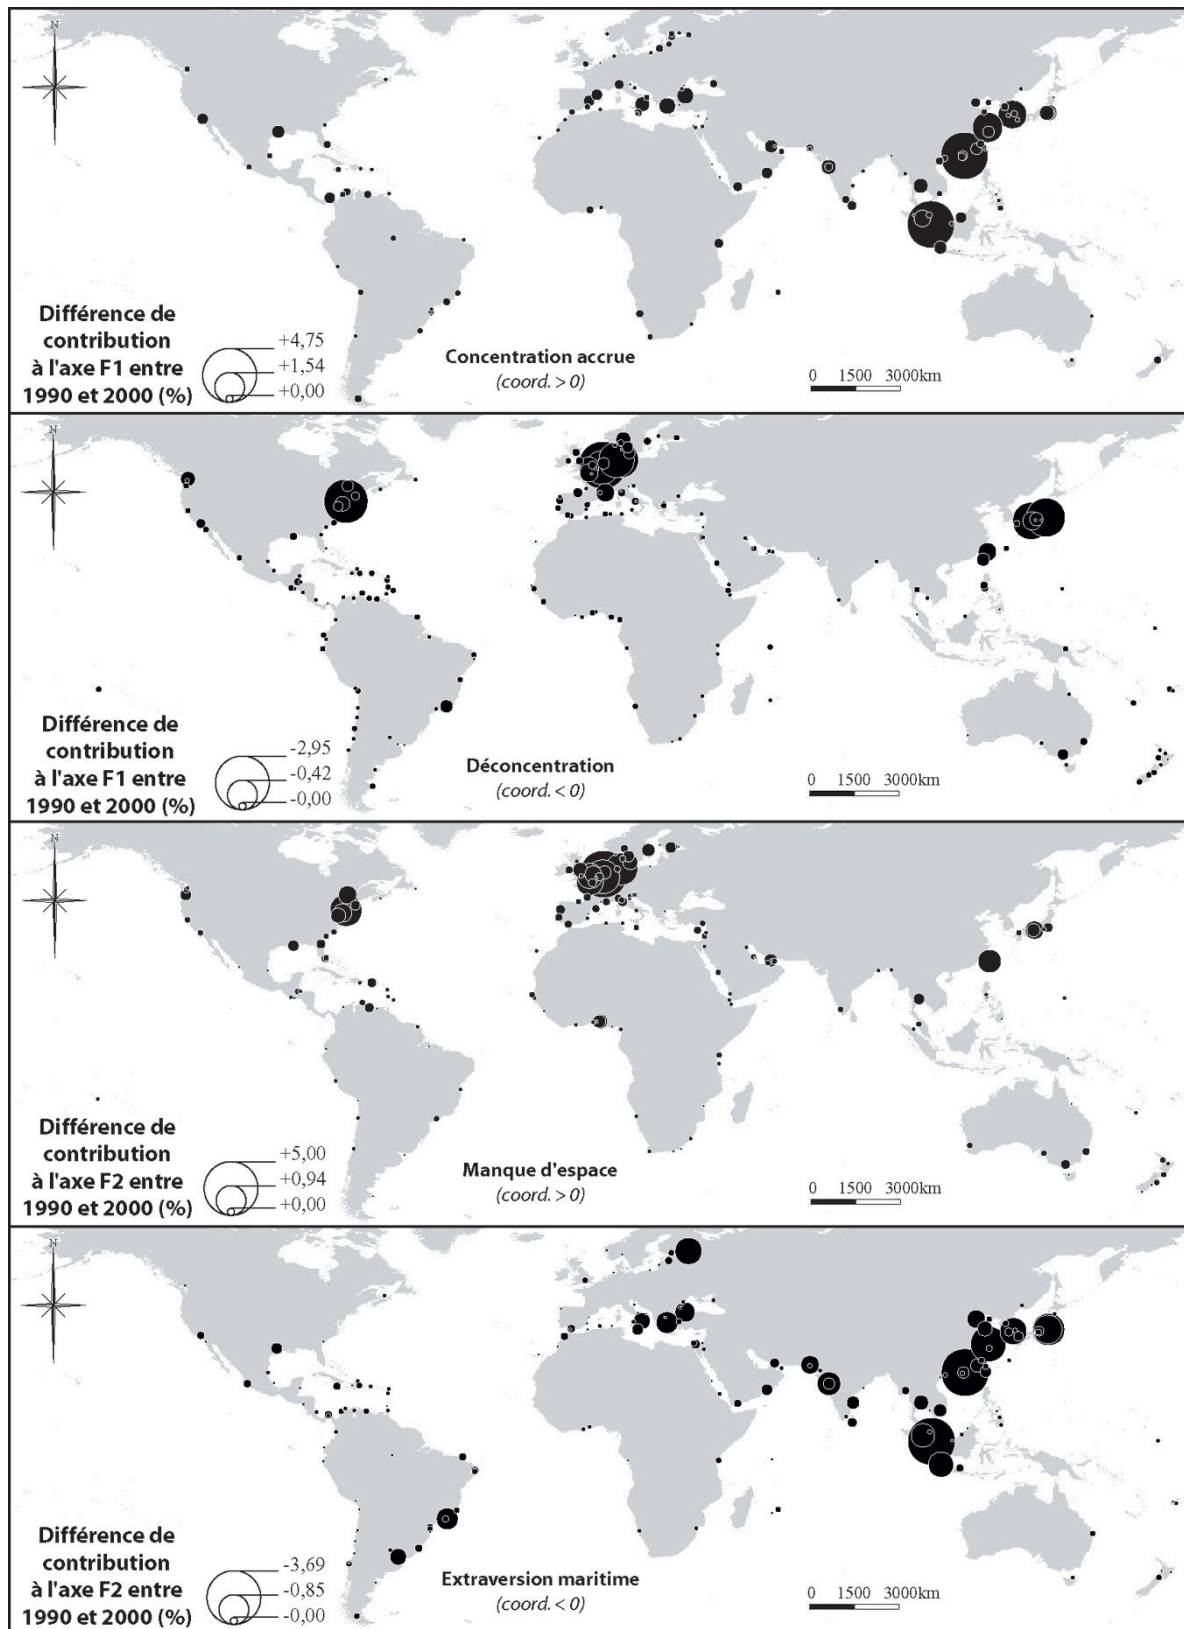 N
Différence de
contribution
à l'axe F1 entre
1990 et 2000 (%)
+4,75
+1,54
+0,00
Concentration accrue
(coord. > 0)
0 1500 3000km
N
Différence de
contribution
à l'axe F1 entre
1990 et 2000 (%)
-2,95
-0,42
-0,00
Déconcentration
(coord. < 0)
0 1500 3000km
N
Différence de
contribution
à l'axe F2 entre
1990 et 2000 (%)
+5,00
+0,94
+0,00
Manque d'espace
(coord. > 0)
0 1500 3000km
N
Différence de
contribution
à l'axe F2 entre
1990 et 2000 (%)
-3,69
-0,85
-0,00
Extraversion maritime
(coord. < 0)
0 1500 3000km